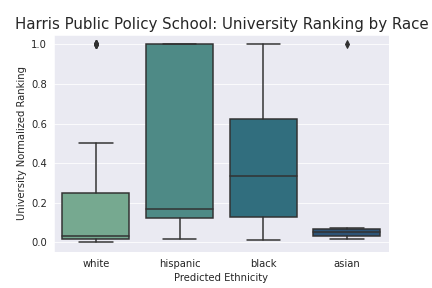 Harris Public Policy School: University Ranking by Race
1.0
0.8
0.6
0.4
0.2
0.0
University Normalized Ranking
white hispanic black asian
Predicted Ethnicity